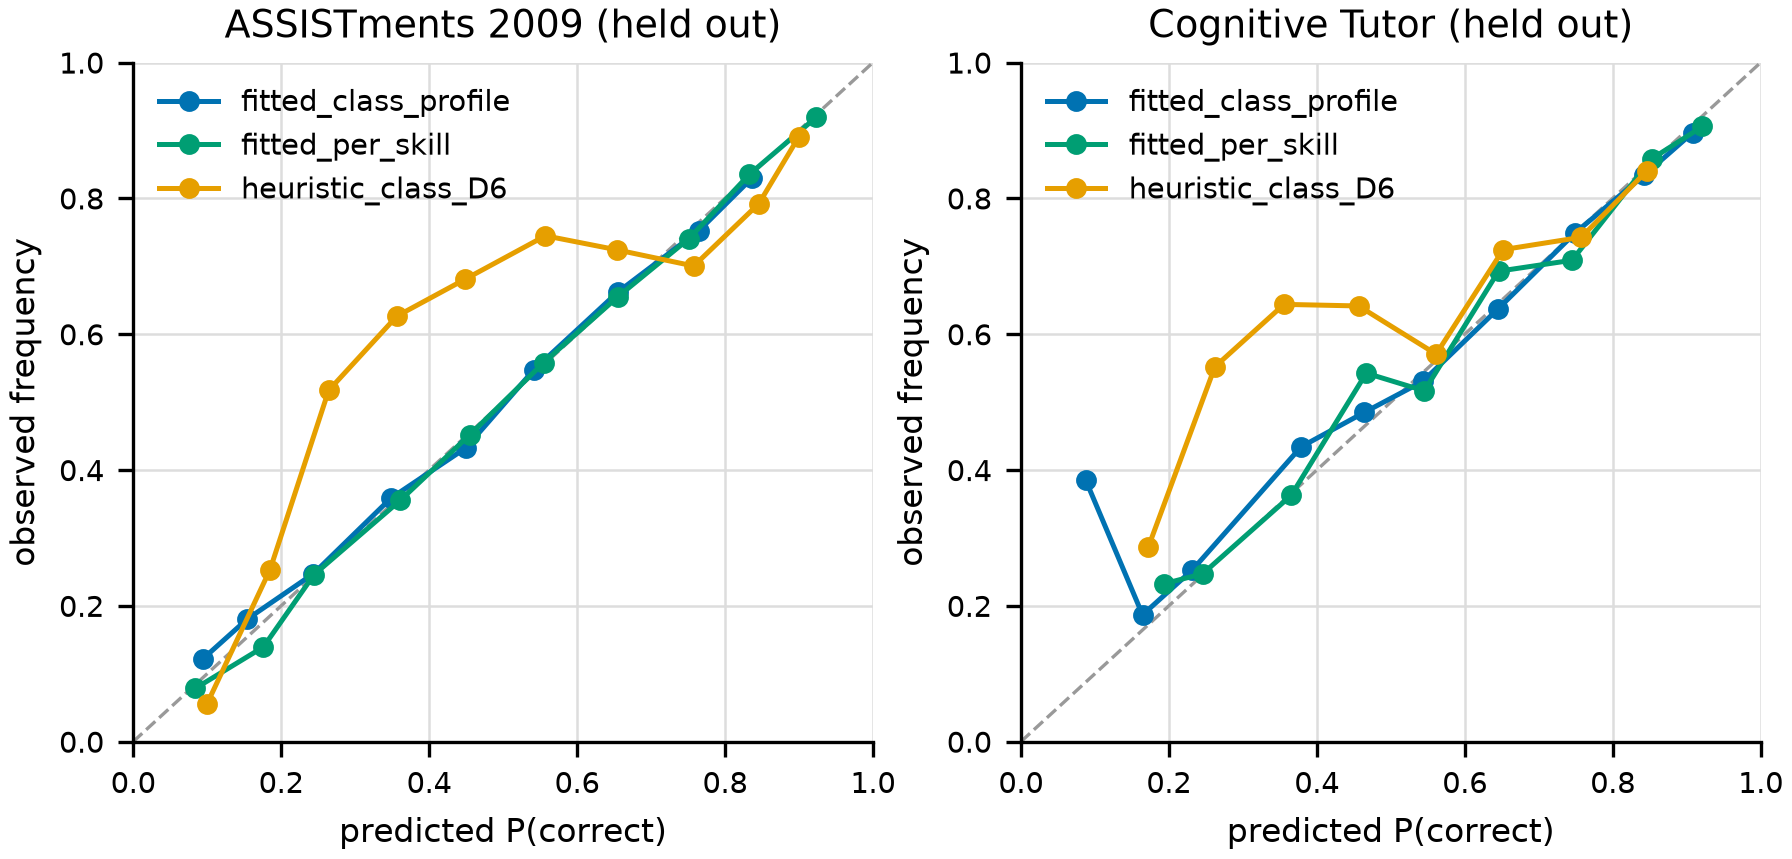 ASSISTments 2009 (held out)
1.0
0.8
0.6
0.4
0.2
0.0
observed frequency
fitted_class_profile
fitted_per_skill
heuristic_class_D6
0.0 0.2 0.4 0.6 0.8 1.0
predicted P(correct)
Cognitive Tutor (held out)
1.0
0.8
0.6
0.4
0.2
0.0
observed frequency
fitted_class_profile
fitted_per_skill
heuristic_class_D6
0.0 0.2 0.4 0.6 0.8 1.0
predicted P(correct)